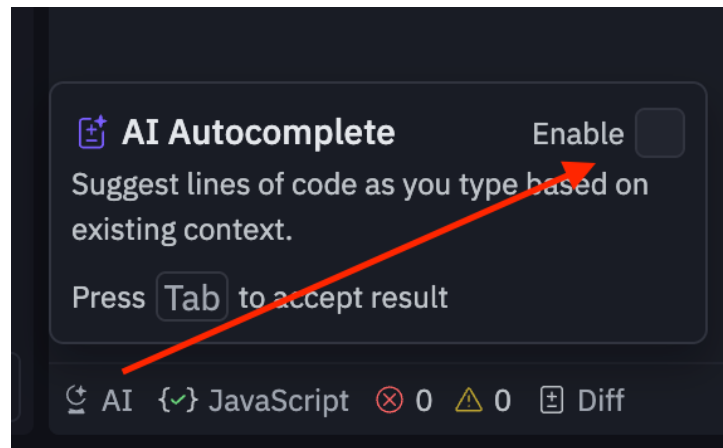 AI Autocomplete Enable
Suggest lines of code as you type based on
existing context.
Press Tab to accept result
AI {✓} JavaScript 0 0 Diff